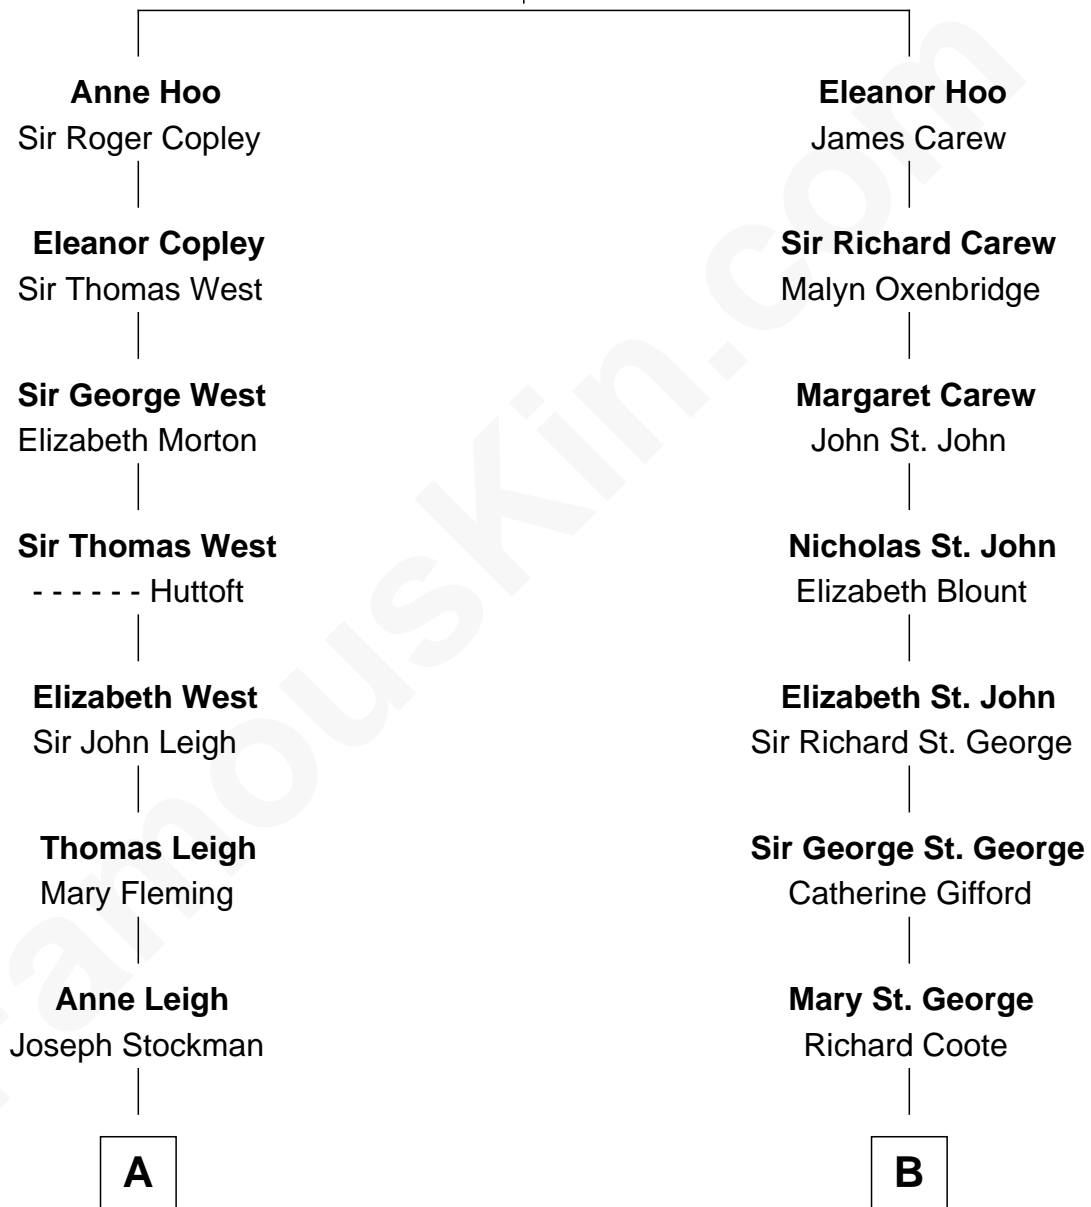 Anne Hoo
Sir Roger Copley
Eleanor Copley
Sir Thomas West
Sir George West
Elizabeth Morton
Sir Thomas West
- - - - - - Huttoft
Elizabeth West
Sir John Leigh
Thomas Leigh
Mary Fleming
Anne Leigh
Joseph Stockman
A
Eleanor Hoo
James Carew
Sir Richard Carew
Malyn Oxenbridge
Margaret Carew
John St. John
Nicholas St. John
Elizabeth Blount
Elizabeth St. John
Sir Richard St. George
Sir George St. George
Catherine Gifford
Mary St. George
Richard Coote
B
FamousKin.com